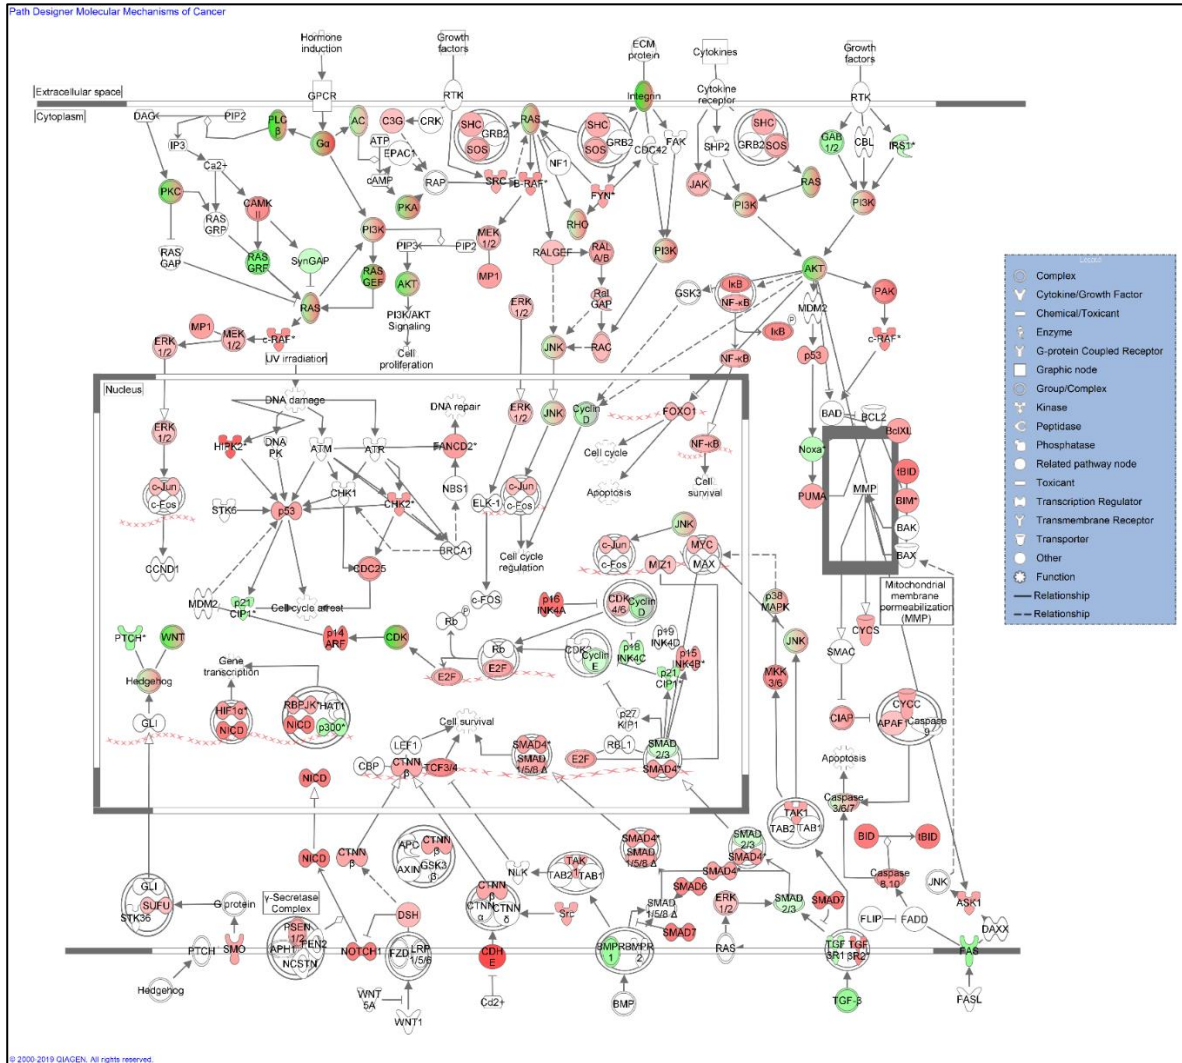 Path Designer Molecular Mechanisms of Cancer
Hormone induction
Growth factors
ECM protein
Cytokines
Growth factors
Extracellular space
Cytoplasm
GPCR
RTK
Integrin
Cytokine receptor
RTK
DAG
PIP2
PLC β
Gα
AC
C3G
CRK
RAS
SHC
GRB2
SOS
SHC
GRB2
SOS
CDC42
FAK
SHP2
SHC
GRB2
SOS
GAB 1/2
CBL
IRS1*
IP3
ATP
EPAC1
NF1
Ca2+
cAMP
RAP
SRC
B-RAF*
FYN*
JAK
RAS
PKC
CAMK II
PKA
RHO
PI3K
PI3K
RAS GRP
PI3K
MEK 1/2
RALGEF
RAL A/B
PI3K
RAS GAP
RAS GRF
SynGAP
PIP3
PIP2
RAS GEF
AKT
MP1
Ral GAP
GSK3
IκB
NF-κB
AKT
PAK
MDM2
RAS
PI3K/AKT Signaling
ERK 1/2
IκB
P
MP1
MEK 1/2
c-RAF*
ERK 1/2
UV irradiation
Cell proliferation
JNK
RAC
NF-κB
p53
c-RAF*
Nucleus
DNA damage
DNA repair
ERK 1/2
JNK
Cyclin D
FOXO1
BAD
BCL2
BclXL
ERK 1/2
HIPK2*
DNA PK
ATM
ATR
FANCD2*
Cell cycle
NF-κB
Noxa*
tBID
c-Jun
c-Fos
CHK1
CHK2*
NBS1
ELK-1
c-Jun
c-Fos
Apoptosis
Cell survival
PUMA
MMP
BIM*
STK6
p53
BAK
BRCA1
Cell cycle regulation
JNK
BAX
CCND1
CDC25
c-Jun
c-Fos
MYC
MAX
MIZ1
Mitochondrial membrane permeabilization (MMP)
MDM2
p21 CIP1*
Cell cycle arrest
c-FOS
p16 INK4A
CDK 4/6
Cyclin D
p38 MAPK
PTCH*
WNT
p14 ARF
CDK
Rb
P
Rb
E2F
CDK2
Cyclin E
p18 INK4C
p19 INK4D
p15 INK4B*
p21 CIP1*
JNK
SMAC
CYCS
Hedgehog
Gene transcription
E2F
MKK 3/6
GLI
HIF1α*
NICD
RBPJK*
HAT1
NICD
p300*
Cell survival
p27 KIP1
CIAP
CYCC
APAF1
Caspase 9
LEF1
CBP
CTNN β
TCF3/4
SMAD4*
SMAD 1/5/8 Δ
E2F
RBL1
SMAD 2/3
SMAD4*
NICD
Apoptosis
Caspase 3/6/7
TAK1
TAB2
TAB1
NICD
CTNN β
APC
CTNN β
AXIN
GSK3 β
SMAD4*
SMAD 1/5/8 Δ
SMAD 2/3
SMAD4*
BID
tBID
GLI
SUFU
STK36
G protein
γ-Secretase Complex
CTNN β
CTNN α
CTNN δ
NLK
TAK1
TAB2
TAB1
SMAD4*
SMAD6
SMAD 1/5/8 Δ
ERK 1/2
SMAD 2/3
SMAD7
Caspase 8,10
JNK
ASK1
PTCH
SMO
PSEN 1/2
APH1
PEN2
NCSTN
NOTCH1
DSH
FZD
LRP 1/5/6
Src
CDH E
SMAD7
BMPR 1
BMPR 2
RAS
TGF βR1
TGF βR2*
FLIP
FADD
DAXX
FAS
Hedgehog
WNT 5A
WNT1
Cd2+
BMP
TGF-β
FASL
Complex
Cytokine/Growth Factor
Chemical/Toxicant
Enzyme
G-protein Coupled Receptor
Graphic node
Group/Complex
Kinase
Peptidase
Phosphatase
Related pathway node
Toxicant
Transcription Regulator
Transmembrane Receptor
Transporter
Other
Function
Relationship
Relationship
© 2000-2019 QIAGEN. All rights reserved.